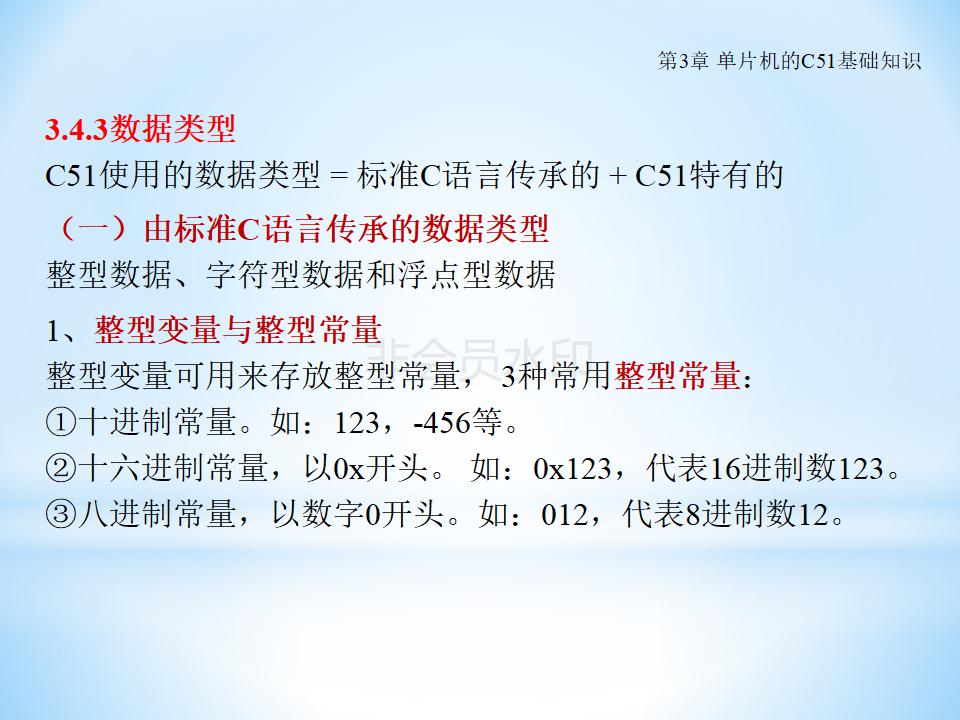 第3章 单片机的C51基础知识
3.4.3数据类型
C51使用的数据类型 = 标准C语言传承的 + C51特有的
（一）由标准C语言传承的数据类型
整型数据、字符型数据和浮点型数据
1、整型变量与整型常量
非会员水印
整型变量可用来存放整型常量， 3种常用整型常量：
①十进制常量。如：123，-456等。
②十六进制常量，以0x开头。 如：0x123，代表16进制数123。
③八进制常量，以数字0开头。如：012，代表8进制数12。